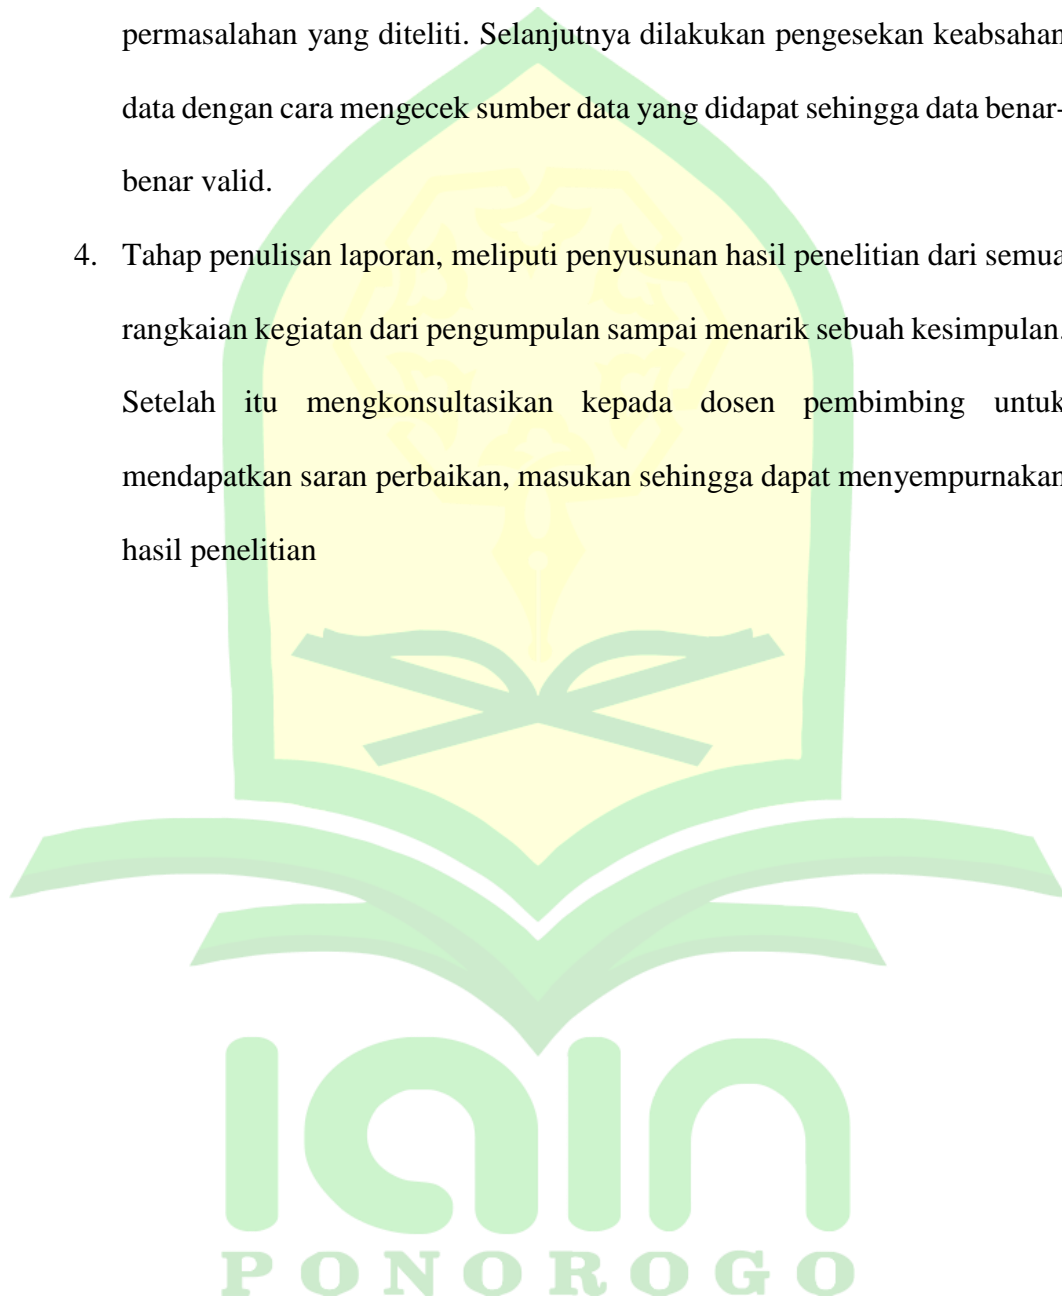 permasalahan yang diteliti. Selanjutnya dilakukan pengesekan keabsahan
data dengan cara mengecek sumber data yang didapat sehingga data benar-
benar valid.
4. Tahap penulisan laporan, meliputi penyusunan hasil penelitian dari semua
rangkaian kegiatan dari pengumpulan sampai menarik sebuah kesimpulan.
Setelah itu mengkonsultasikan kepada dosen pembimbing untuk
mendapatkan saran perbaikan, masukan sehingga dapat menyempurnakan
hasil penelitian
IAIN
PONOROGO